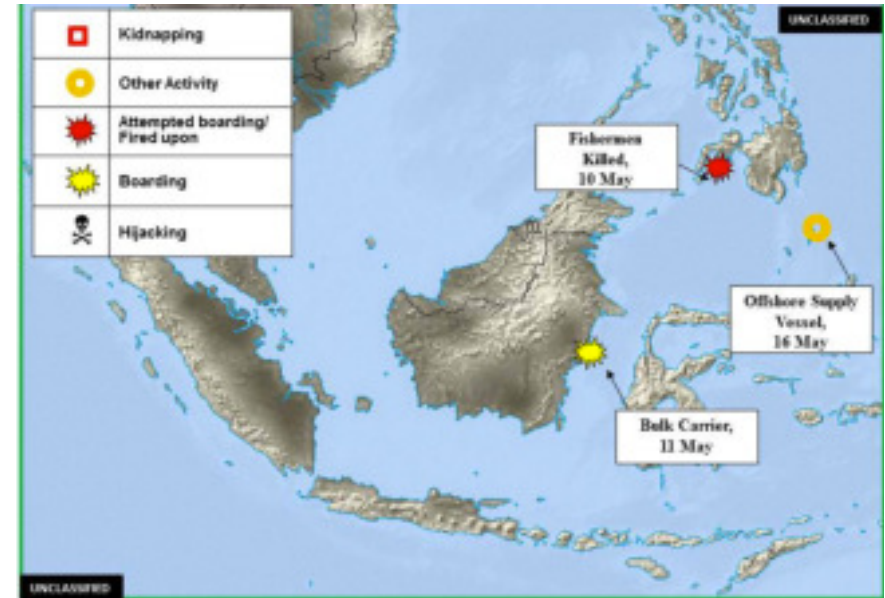 UNCLASSIFIED
Kidnapping
Other Activity
Attempted boarding/
Fired upon
Boarding
Hijacking
Fishermen
Killed,
10 May
Offshore Supply
Vessel,
16 May
Bulk Carrier,
11 May
UNCLASSIFIED